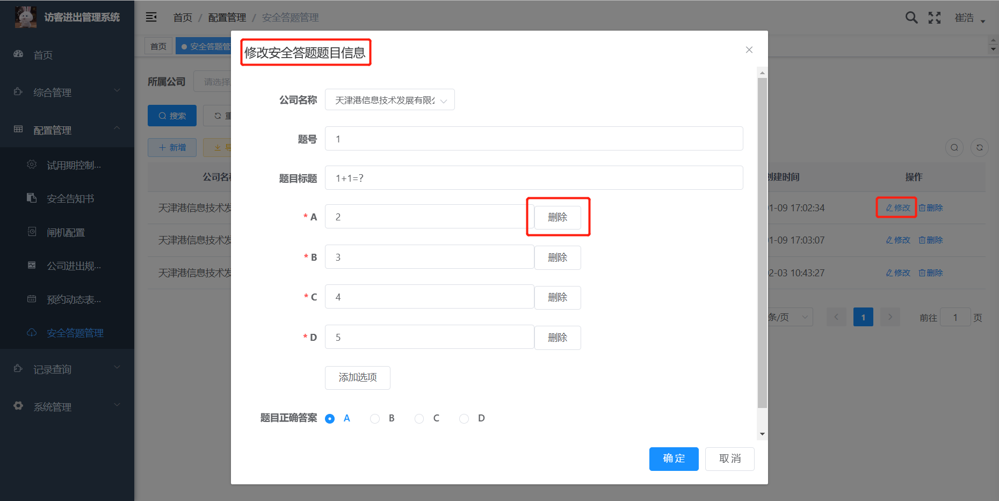 访客进出管理系统
首页 / 配置管理 / 安全答题管理
崔浩
首页
安全答题管
首页
综合管理
配置管理
试用期控制...
安全告知书
闸机配置
公司进出规...
预约动态表...
安全答题管理
记录查询
系统管理
所属公司
请选择
搜索
新增
公司名
天津港信息技术发
天津港信息技术发
天津港信息技术发
修改安全答题题目信息
公司名称
天津港信息技术发展有限
题号
1
题目标题
1+1=?
* A
2
删除
* B
3
删除
* C
4
删除
* D
5
删除
添加选项
题目正确答案
A
B
C
D
确 定
取 消
创建时间
操作
01-09 17:02:34
修改
删除
01-09 17:03:07
修改
删除
02-03 10:43:27
修改
删除
条/页
1
前往
1
页